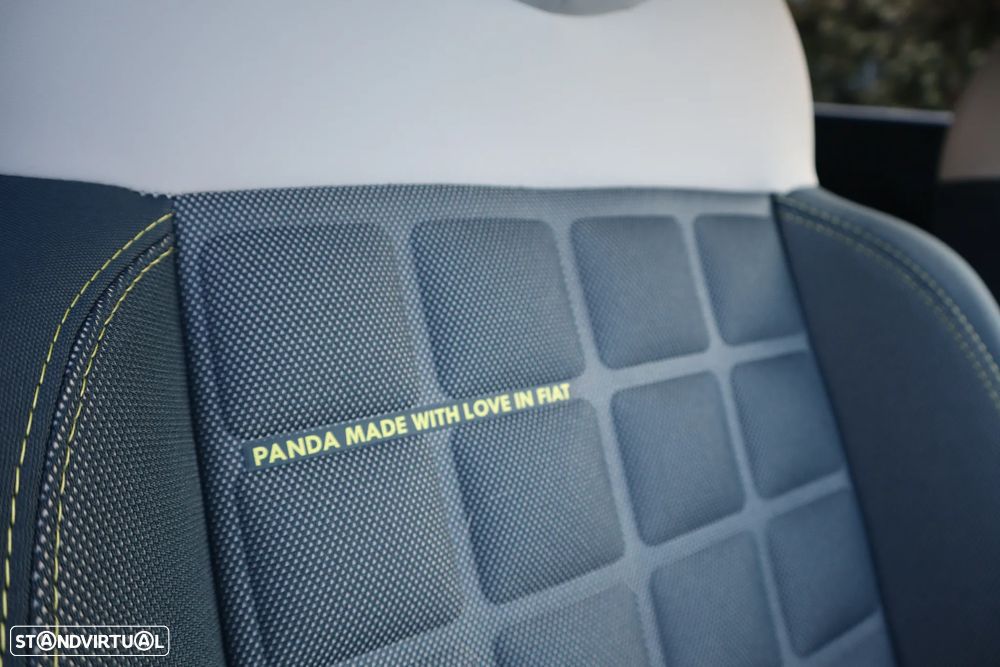 PANDA MADE WITH LOVE IN FIAT
STANDVIRTUAL